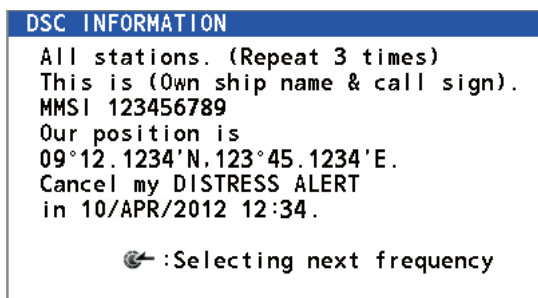 DSC INFORMATION
All stations. (Repeat 3 times)
This is (Own ship name & call sign).
MMSI 123456789
Our position is
09°12.1234'N,123°45.1234'E.
Cancel my DISTRESS ALERT
in 10/APR/2012 12:34.
:Selecting next frequency